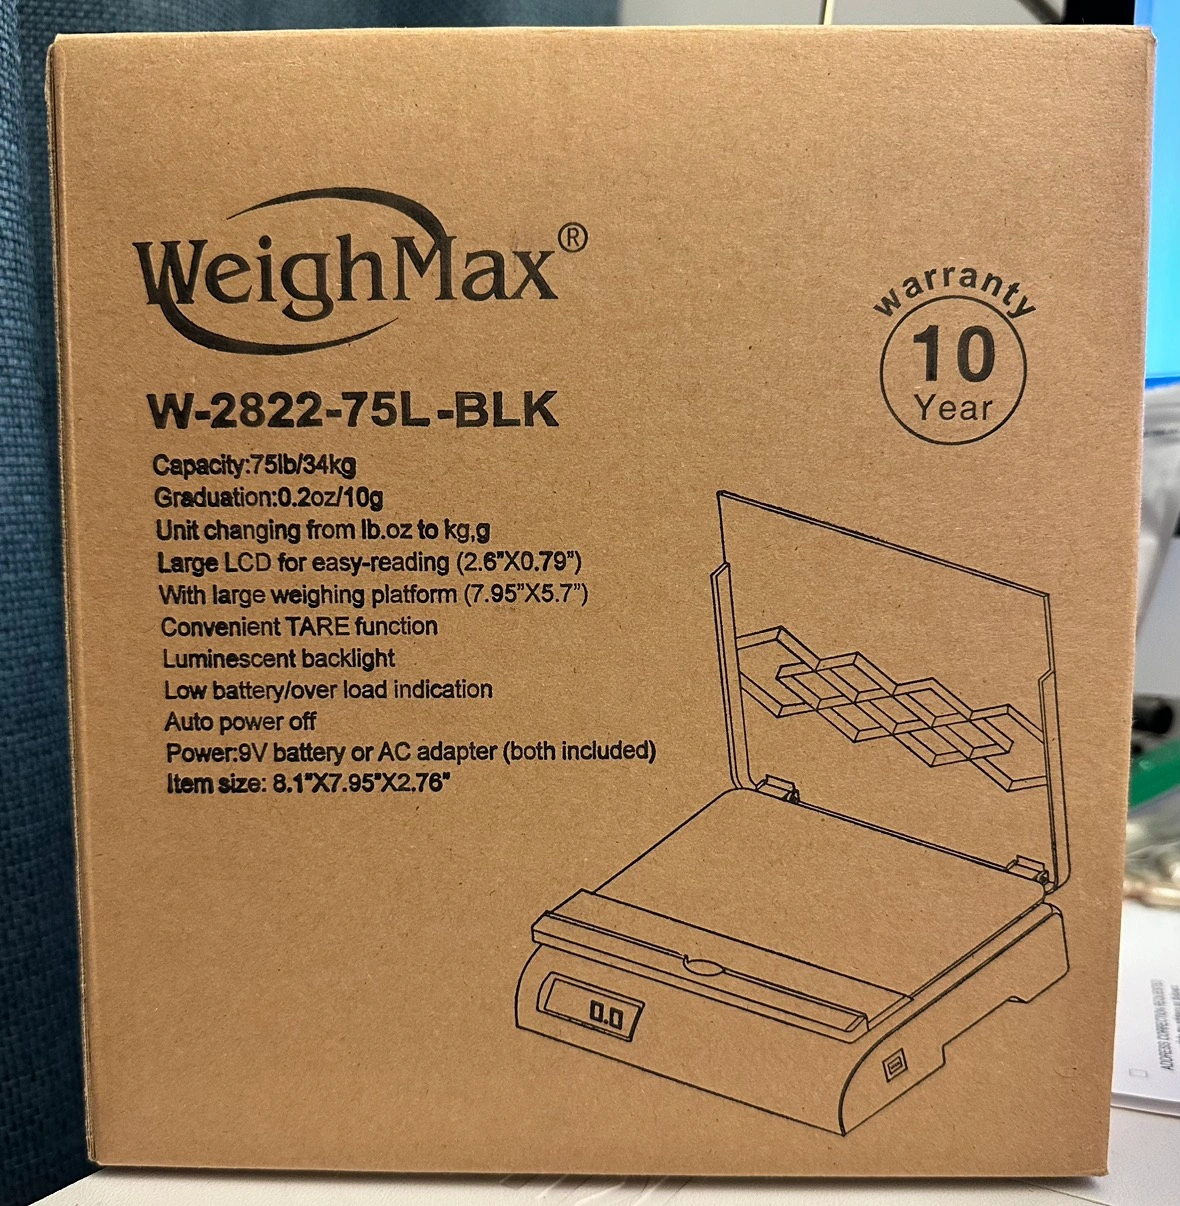 WeighMax®
warranty
10
Year
W-2822-75L-BLK
Capacity:75lb/34kg
Graduation:0.2oz/10g
Unit changing from lb.oz to kg,g
Large LCD for easy-reading (2.6"X0.79")
With large weighing platform (7.95"X5.7")
Convenient TARE function
Luminescent backlight
Low battery/over load indication
Auto power off
Power:9V battery or AC adapter (both included)
Item size: 8.1"X7.95"X2.76"
0.0
ADDRESS CORRECTION REQUESTED